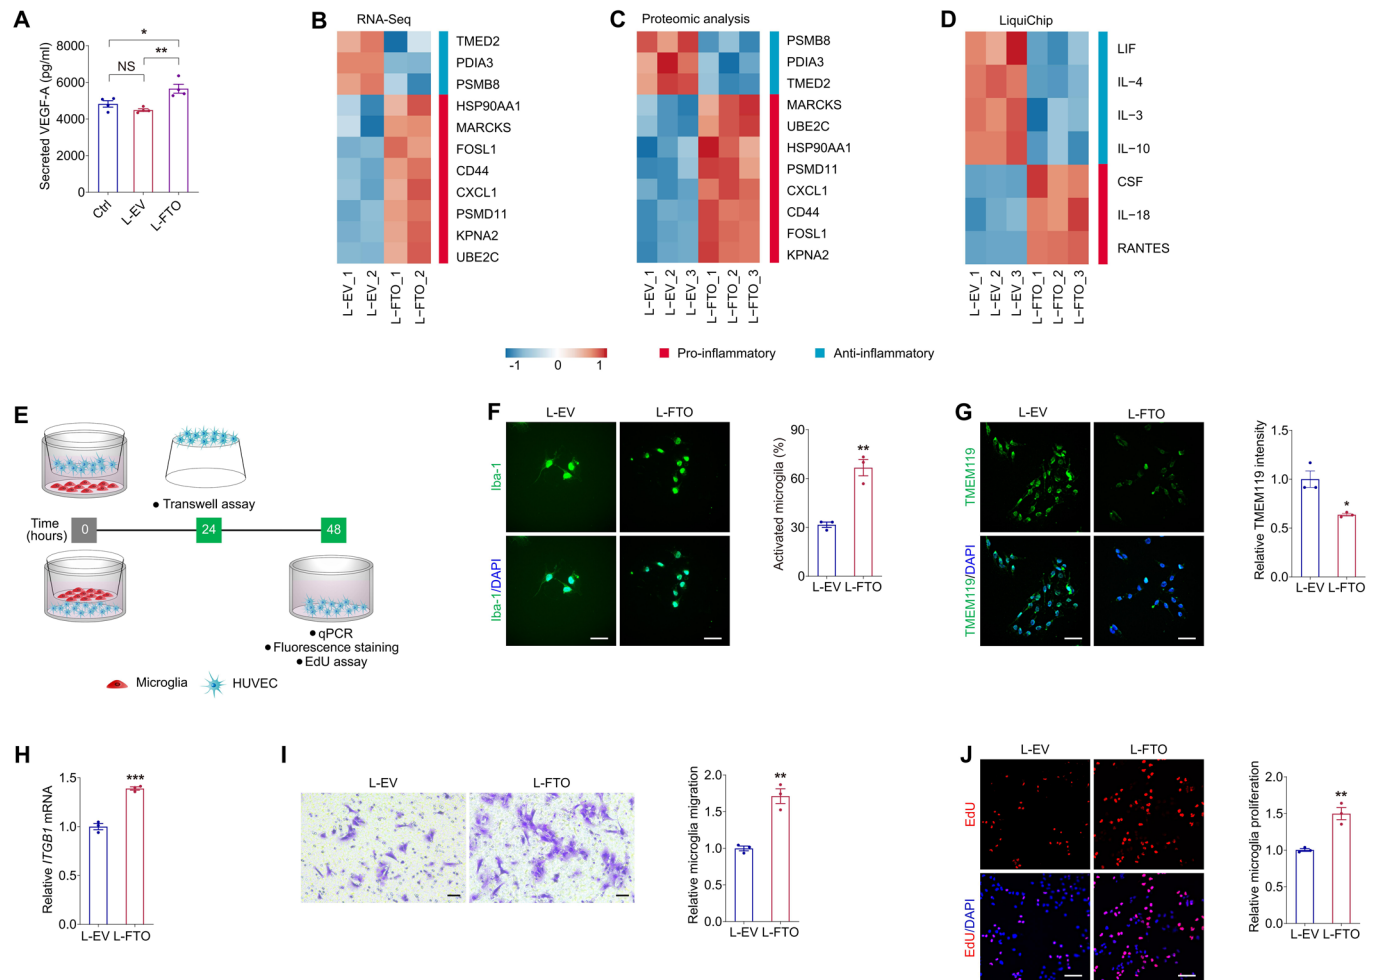 A
Secreted VEGF-A (pg/ml)
8000
6000
4000
2000
0
*
**
NS
Ctrl
L-EV
L-FTO
B
RNA-Seq
TMED2
PDIA3
PSMB8
HSP90AA1
MARCKS
FOSL1
CD44
CXCL1
PSMD11
KPNA2
UBE2C
L−EV_1
L−EV_2
L−FTO_1
L−FTO_2
C
Proteomic analysis
PSMB8
PDIA3
TMED2
MARCKS
UBE2C
HSP90AA1
PSMD11
CXCL1
CD44
FOSL1
KPNA2
L−EV_1
L−EV_2
L−EV_3
L−FTO_1
L−FTO_2
L−FTO_3
D
LiquiChip
LIF
IL−4
IL−3
IL−10
CSF
IL−18
RANTES
L−EV_1
L−EV_2
L−EV_3
L−FTO_1
L−FTO_2
L−FTO_3
-1 0 1
Pro-inflammatory
Anti-inflammatory
E
• Transwell assay
Time
(hours)
0
24
48
• qPCR
• Fluorescence staining
• EdU assay
Microglia
HUVEC
F
L-EV
L-FTO
Iba-1
Iba-1/DAPI
Activated microgila (%)
90
60
30
0
**
L-EV L-FTO
G
L-EV
L-FTO
TMEM119
TMEM119/DAPI
Relative TMEM119 intensity
1.5
1.0
0.5
0.0
*
L-EV L-FTO
H
Relative ITGB1 mRNA
1.5
1.0
0.5
0.0
***
L-EV L-FTO
I
L-EV
L-FTO
Relative microglia migration
2.0
1.5
1.0
0.5
0.0
**
L-EV L-FTO
J
L-EV
L-FTO
EdU
EdU/DAPI
Relative microglia proliferation
2.0
1.5
1.0
0.5
0.0
**
L-EV L-FTO